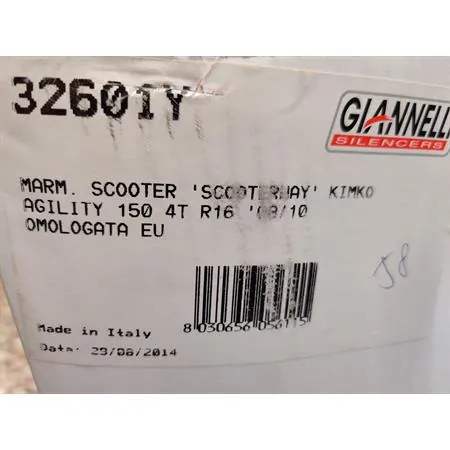 32601Y
GIANNELLI
SILENCERS
MARM. SCOOTER 'SCOOTERWAY' KIMKO
AGILITY 150 4T R16 '08/10
OMOLOGATA EU
J8
Made in Italy
8 030656 056115
Data: 29/08/2014